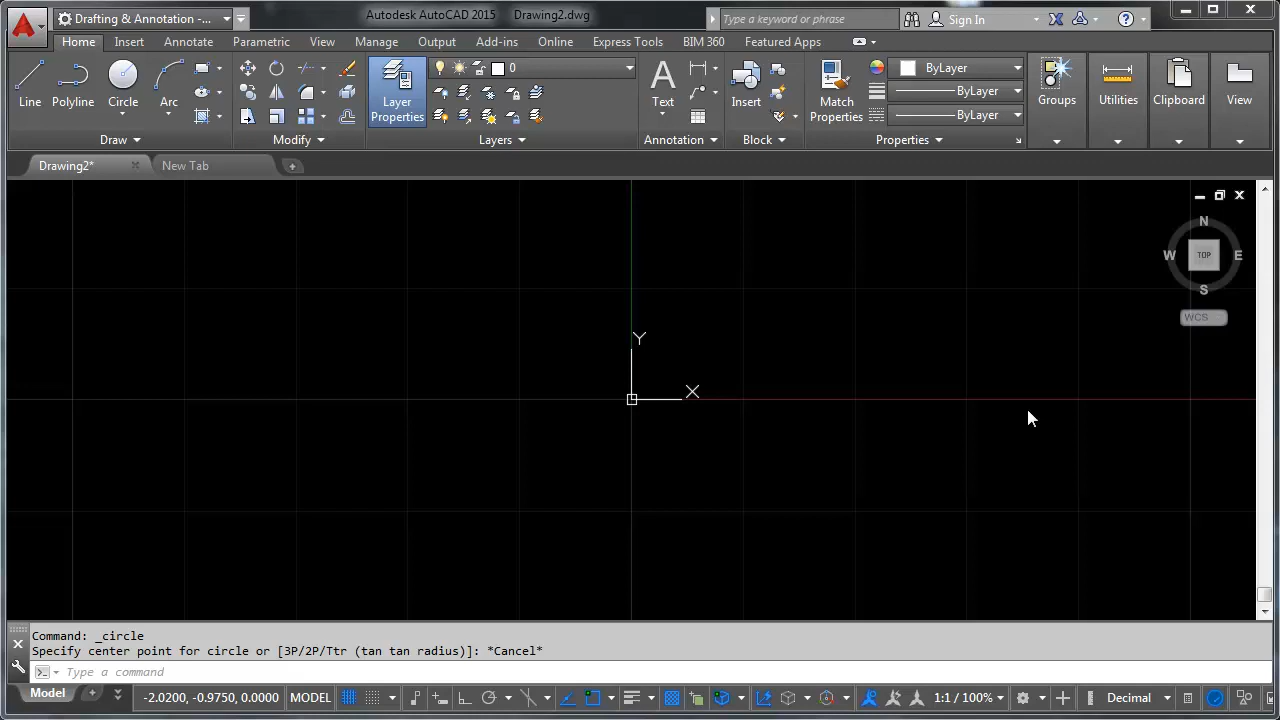 Drafting & Annotation -
Autodesk AutoCAD 2015 Drawing2.dwg
Type a keyword or phrase
Sign In
Home Insert Annotate Parametric View Manage Output Add-ins Online Express Tools BIM 360 Featured Apps
Line Polyline Circle Arc
Layer Properties
0
Text
Insert
Match Properties
ByLayer
ByLayer
ByLayer
Groups Utilities Clipboard View
Draw Modify Layers Annotation Block Properties
Drawing2* New Tab
N
W TOP E
S
WCS
Y
X
Command: _circle
Specify center point for circle or [3P/2P/Ttr (tan tan radius)]: *Cancel*
Type a command
Model -2.0200, -0.9750, 0.0000 MODEL 1:1 / 100% Decimal